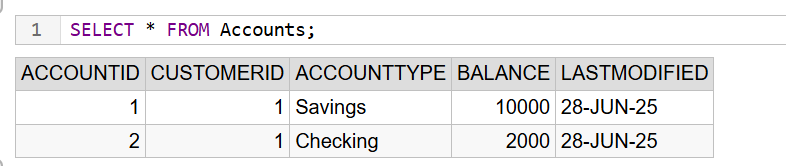 1 SELECT * FROM Accounts;
ACCOUNTID CUSTOMERID ACCOUNTTYPE BALANCE LASTMODIFIED
1 1 Savings 10000 28-JUN-25
2 1 Checking 2000 28-JUN-25